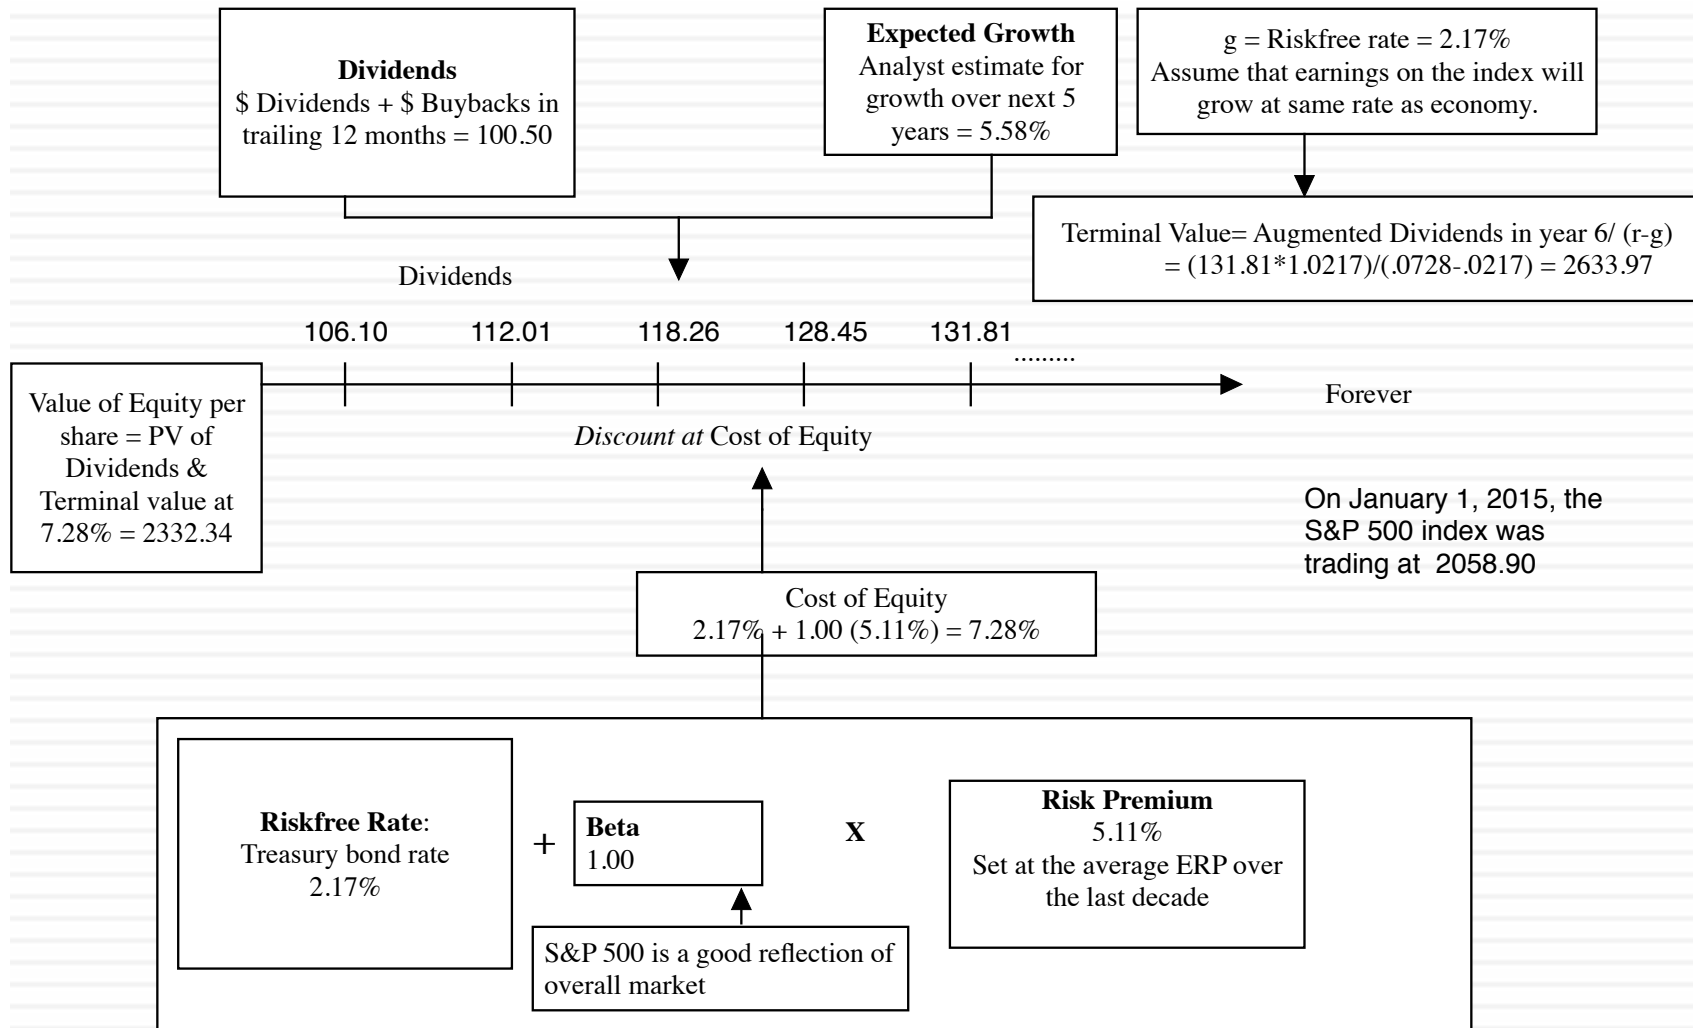 Dividends
$ Dividends + $ Buybacks in
trailing 12 months = 100.50
Expected Growth
Analyst estimate for
growth over next 5
years = 5.58%
g = Riskfree rate = 2.17%
Assume that earnings on the index will
grow at same rate as economy.
Terminal Value= Augmented Dividends in year 6/ (r-g)
= (131.81*1.0217)/(.0728-.0217) = 2633.97
Dividends
106.10 112.01 118.26 128.45 131.81
.........
Forever
Value of Equity per
share = PV of
Dividends &
Terminal value at
7.28% = 2332.34
Discount at Cost of Equity
On January 1, 2015, the
S&P 500 index was
trading at 2058.90
Cost of Equity
2.17% + 1.00 (5.11%) = 7.28%
Riskfree Rate:
Treasury bond rate
2.17%
+
Beta
1.00
X
Risk Premium
5.11%
Set at the average ERP over
the last decade
S&P 500 is a good reflection of
overall market